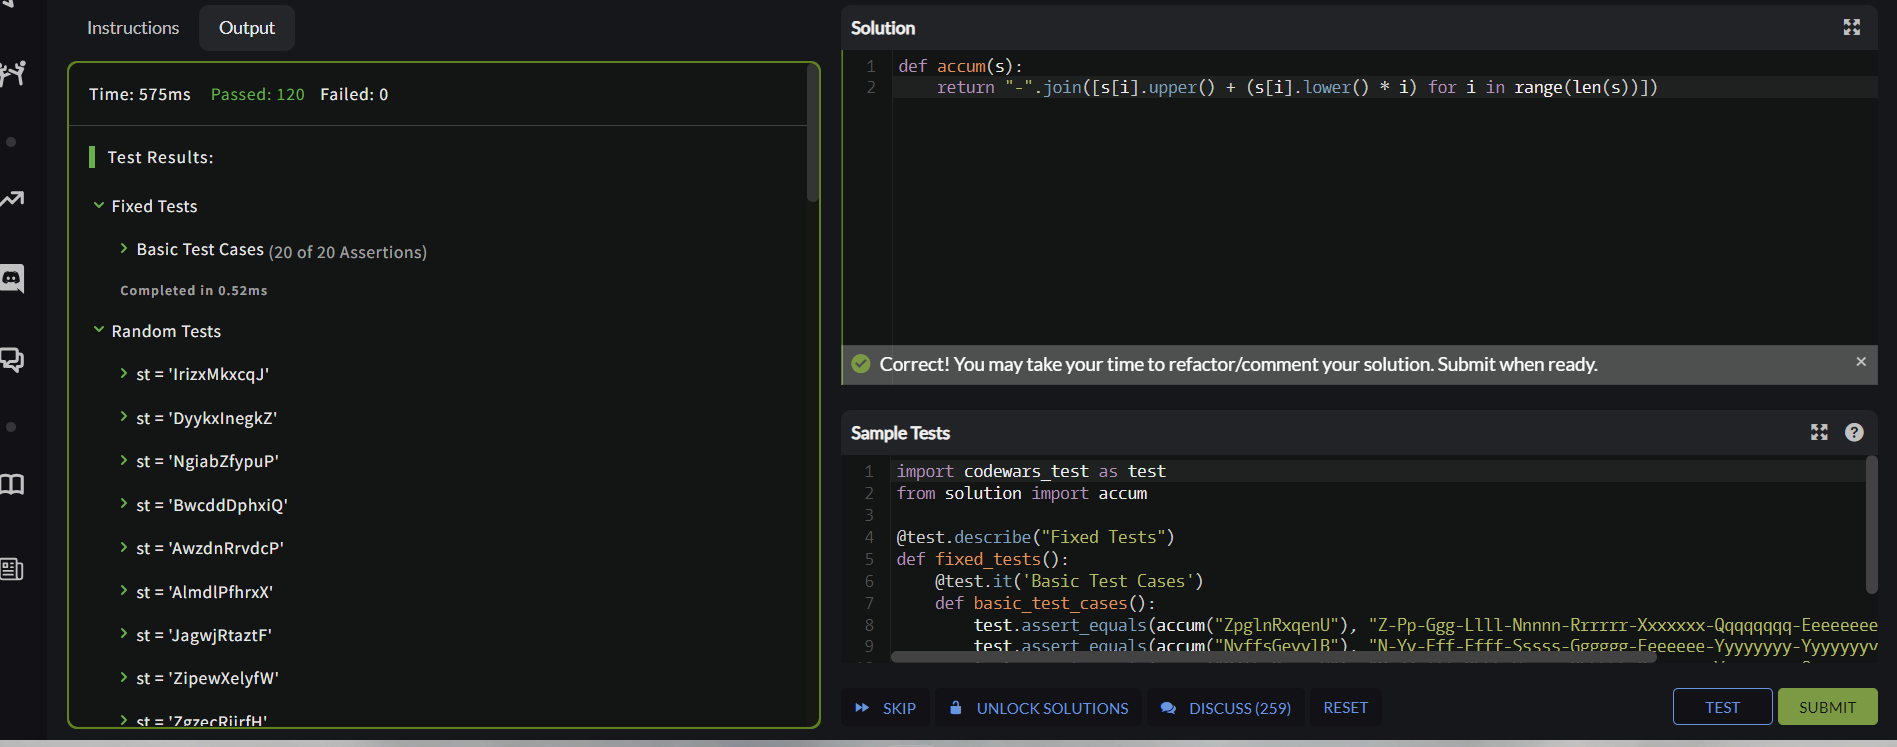 Instructions
Output
Time: 575ms Passed: 120 Failed: 0
Test Results:
Fixed Tests
Basic Test Cases (20 of 20 Assertions)
Completed in 0.52ms
Random Tests
st = 'IrizxMkxcqJ'
st = 'DyykxInegkZ'
st = 'NgiabZfypuP'
st = 'BwcddDphxiQ'
st = 'AwzdnRrvdcP'
st = 'AlmdlPfhrxX'
st = 'JagwjRtaztF'
st = 'ZipewXelyfW'
st = 'ZgzecRjirfH'
Solution
1 def accum(s):
2 return "-".join([s[i].upper() + (s[i].lower() * i) for i in range(len(s))])
Correct! You may take your time to refactor/comment your solution. Submit when ready.
×
Sample Tests
?
1 import codewars_test as test
2 from solution import accum
3
4 @test.describe("Fixed Tests")
5 def fixed_tests():
6 @test.it('Basic Test Cases')
7 def basic_test_cases():
8 test.assert_equals(accum("ZpglnRxqenU"), "Z-Pp-Ggg-Llll-Nnnnn-Rrrrrr-Xxxxxxx-Qqqqqqqq-Eeeeeeee
9 test.assert_equals(accum("NyffsGeyylB"), "N-Yy-Fff-Ffff-Sssss-Gggggg-Eeeeeee-Yyyyyyyy-Yyyyyyyy
SKIP
UNLOCK SOLUTIONS
DISCUSS (259)
RESET
TEST
SUBMIT